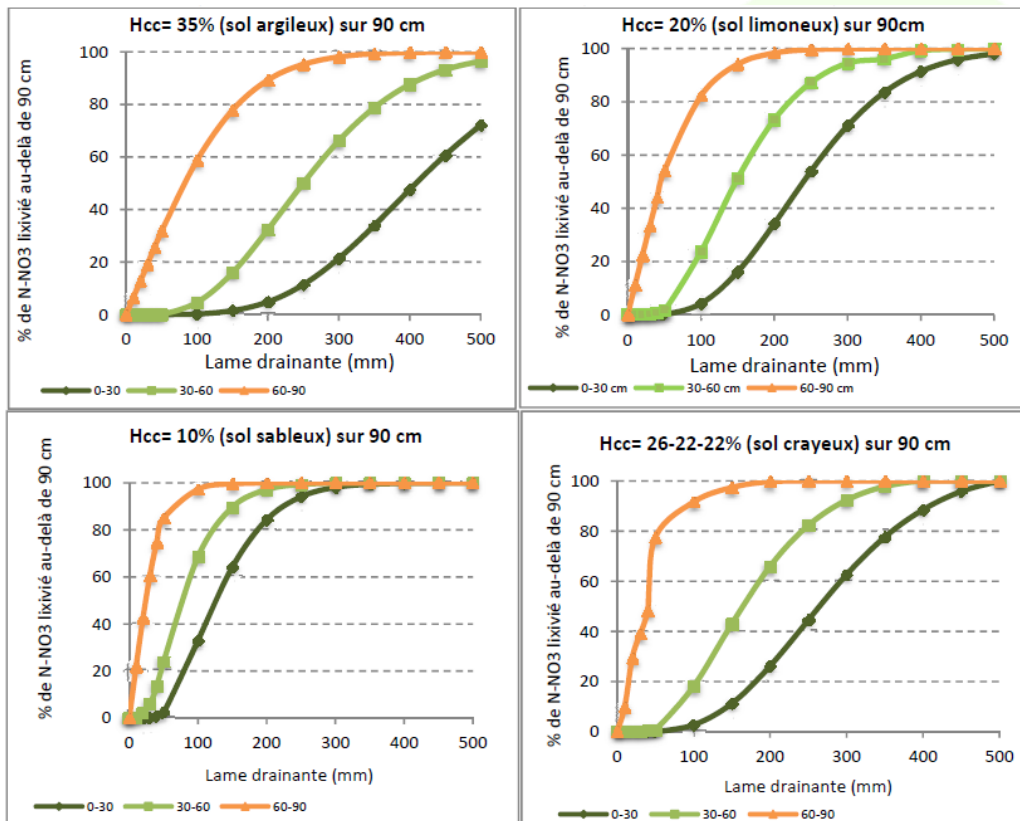 Hcc= 35% (sol argileux) sur 90 cm
% de N-NO3 lixivié au-delà de 90 cm
100
80
60
40
20
0
0 100 200 300 400 500
Lame drainante (mm)
0-30 30-60 60-90
Hcc= 20% (sol limoneux) sur 90cm
% de N-NO3 lixivié au-delà de 90 cm
100
80
60
40
20
0
0 100 200 300 400 500
Lame drainante (mm)
0-30 cm 30-60 cm 60-90 cm
Hcc= 10% (sol sableux) sur 90 cm
% de N-NO3 lixivié au-delà de 90 cm
100
80
60
40
20
0
0 100 200 300 400 500
Lame drainante (mm)
0-30 30-60 60-90
Hcc= 26-22-22% (sol crayeux) sur 90 cm
% de N-NO3 lixivié au-delà de 90 cm
100
80
60
40
20
0
0 100 200 300 400 500
Lame drainante (mm)
0-30 30-60 60-90